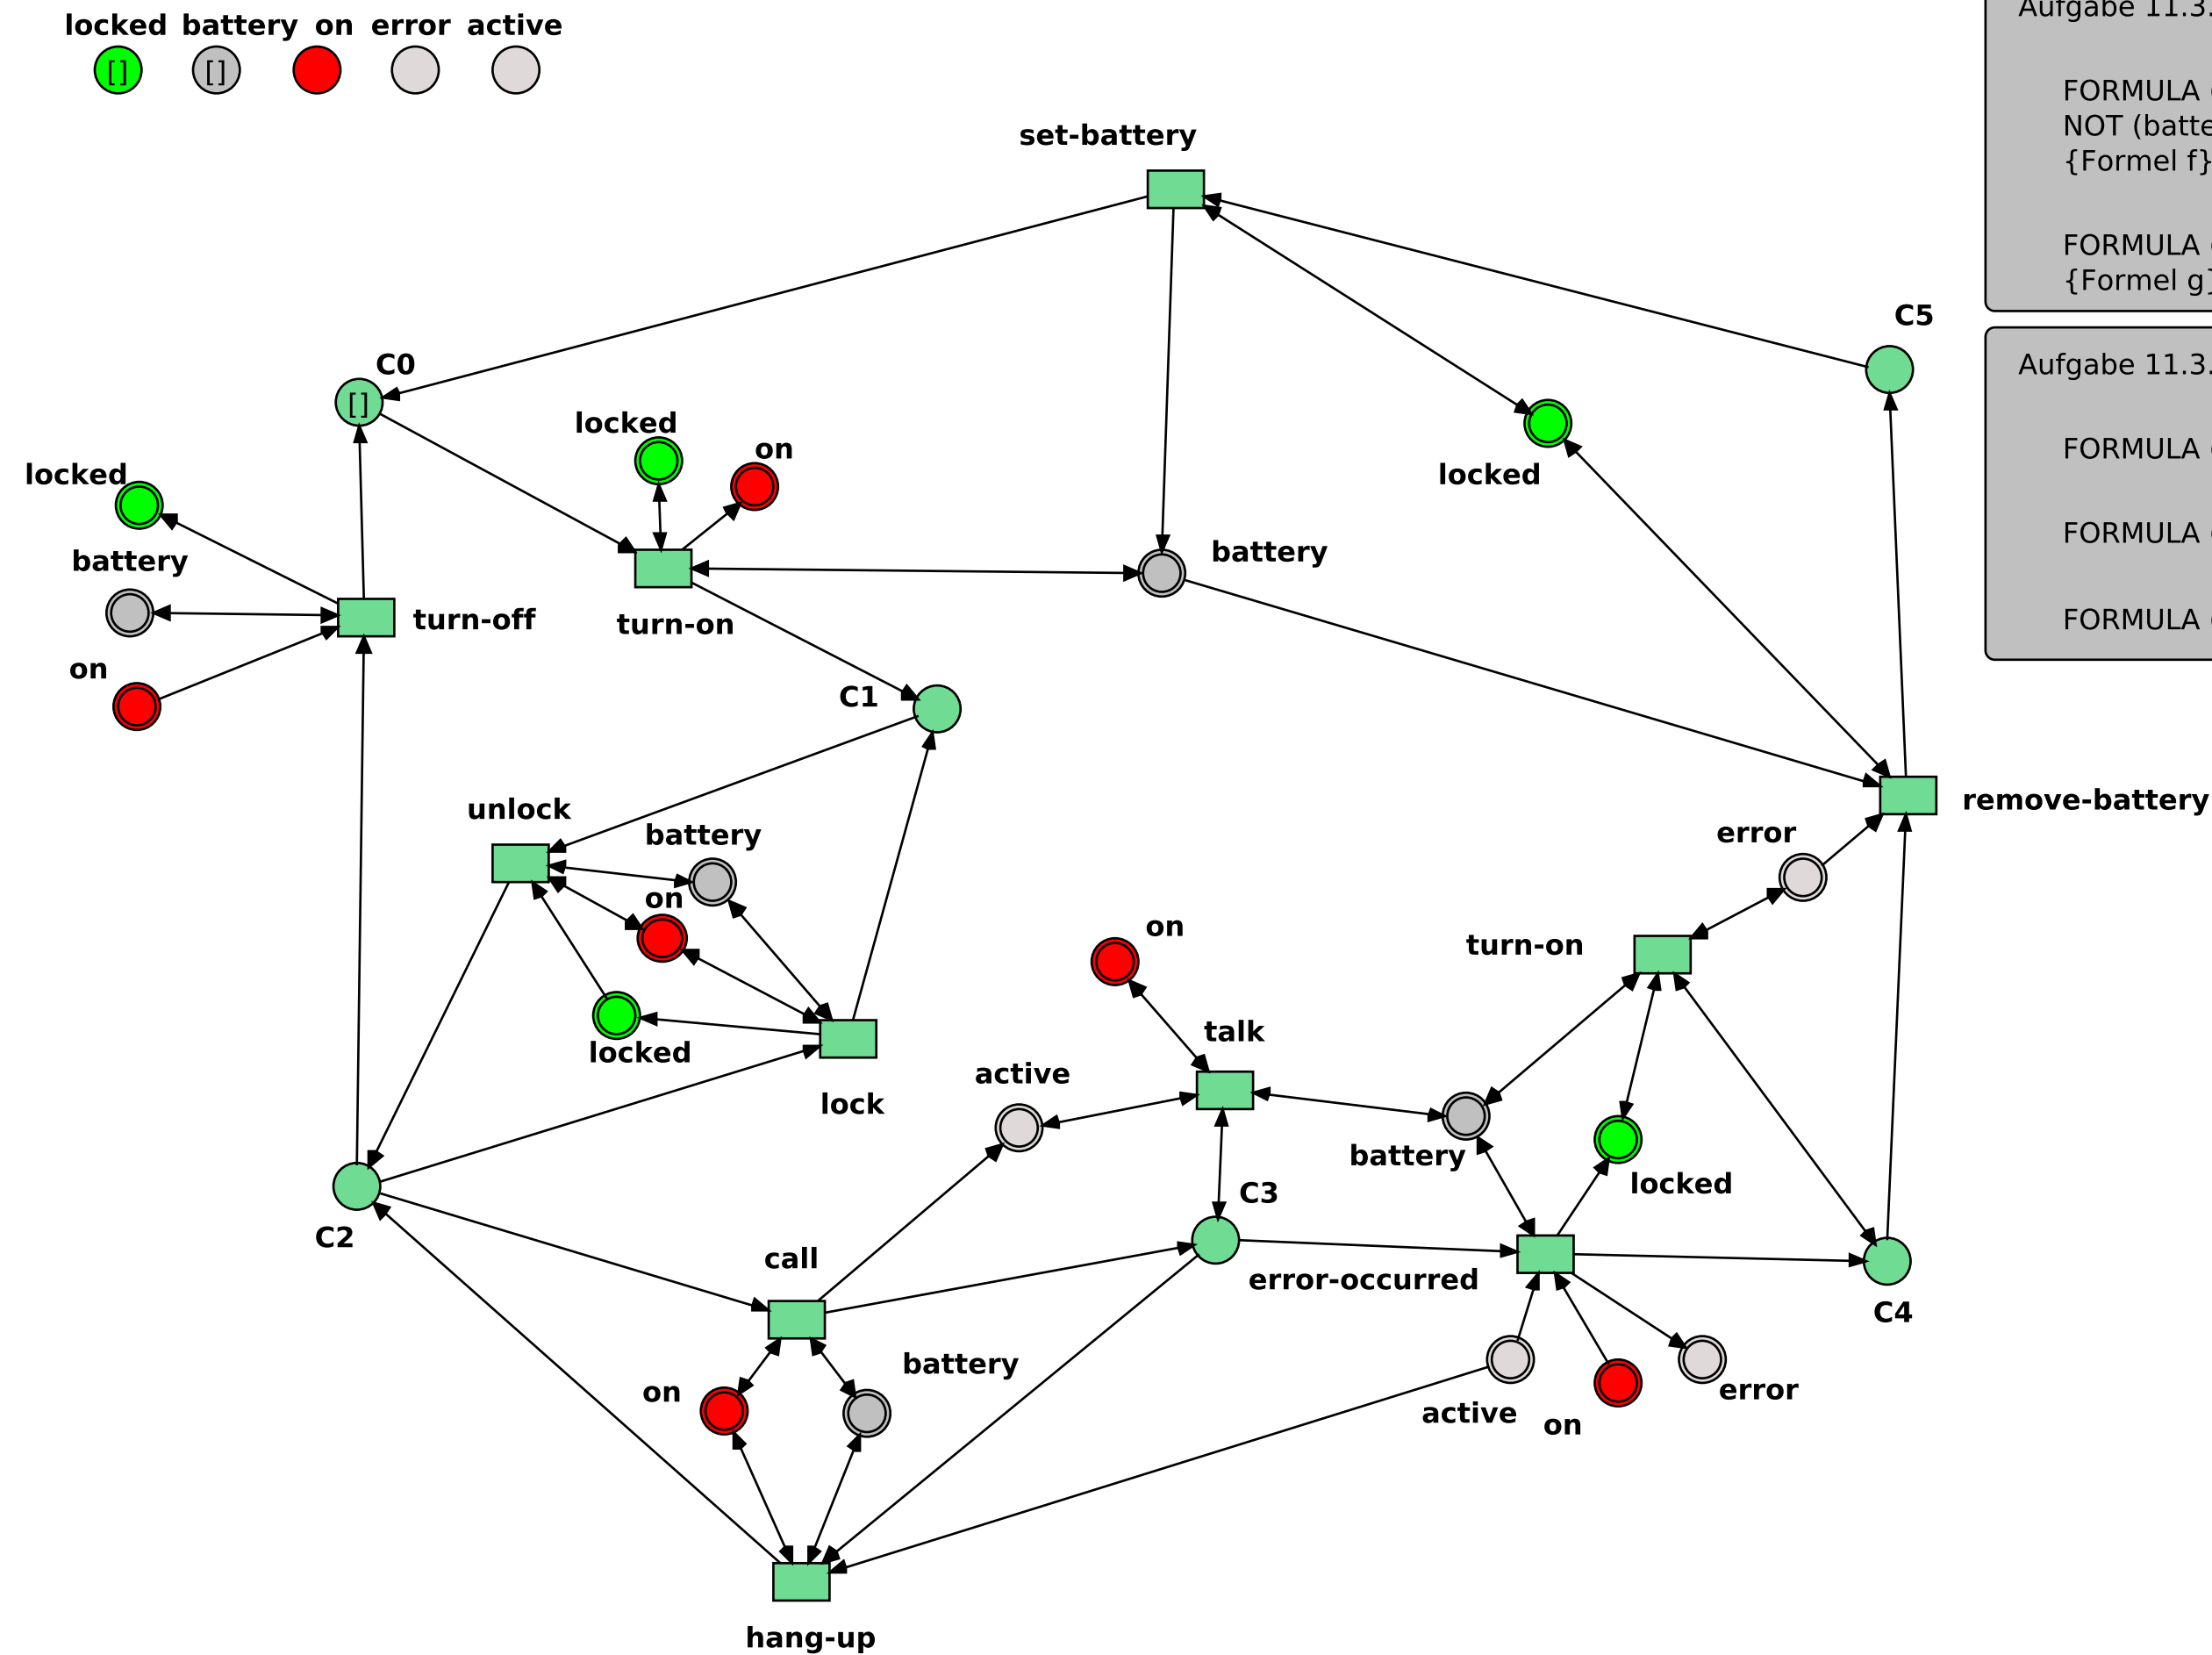 locked battery on error active
[] []
Aufgabe 11.3.
FORMULA
NOT (batte
{Formel f}
FORMULA
{Formel g}
set-battery
C5
C0
[]
Aufgabe 11.3.
FORMULA
FORMULA
FORMULA
locked
on
locked
locked
battery
battery
turn-off
turn-on
on
C1
unlock
battery
remove-battery
error
on
on
turn-on
locked
talk
active
lock
battery
locked
C3
C2
call
error-occurred
C4
battery
on
error
active
on
hang-up